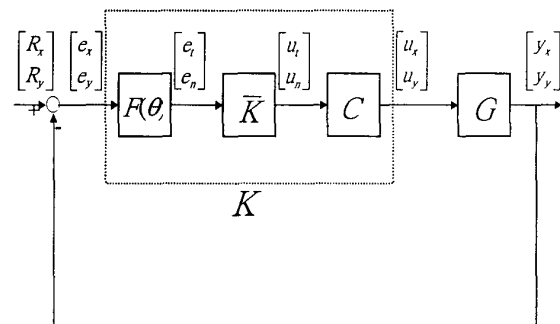 [R_x R_y]
[e_x e_y]
[e_t e_n]
[u_t u_n]
[u_x u_y]
[y_x y_y]
+
-
F(θ)
K̅
C
G
K